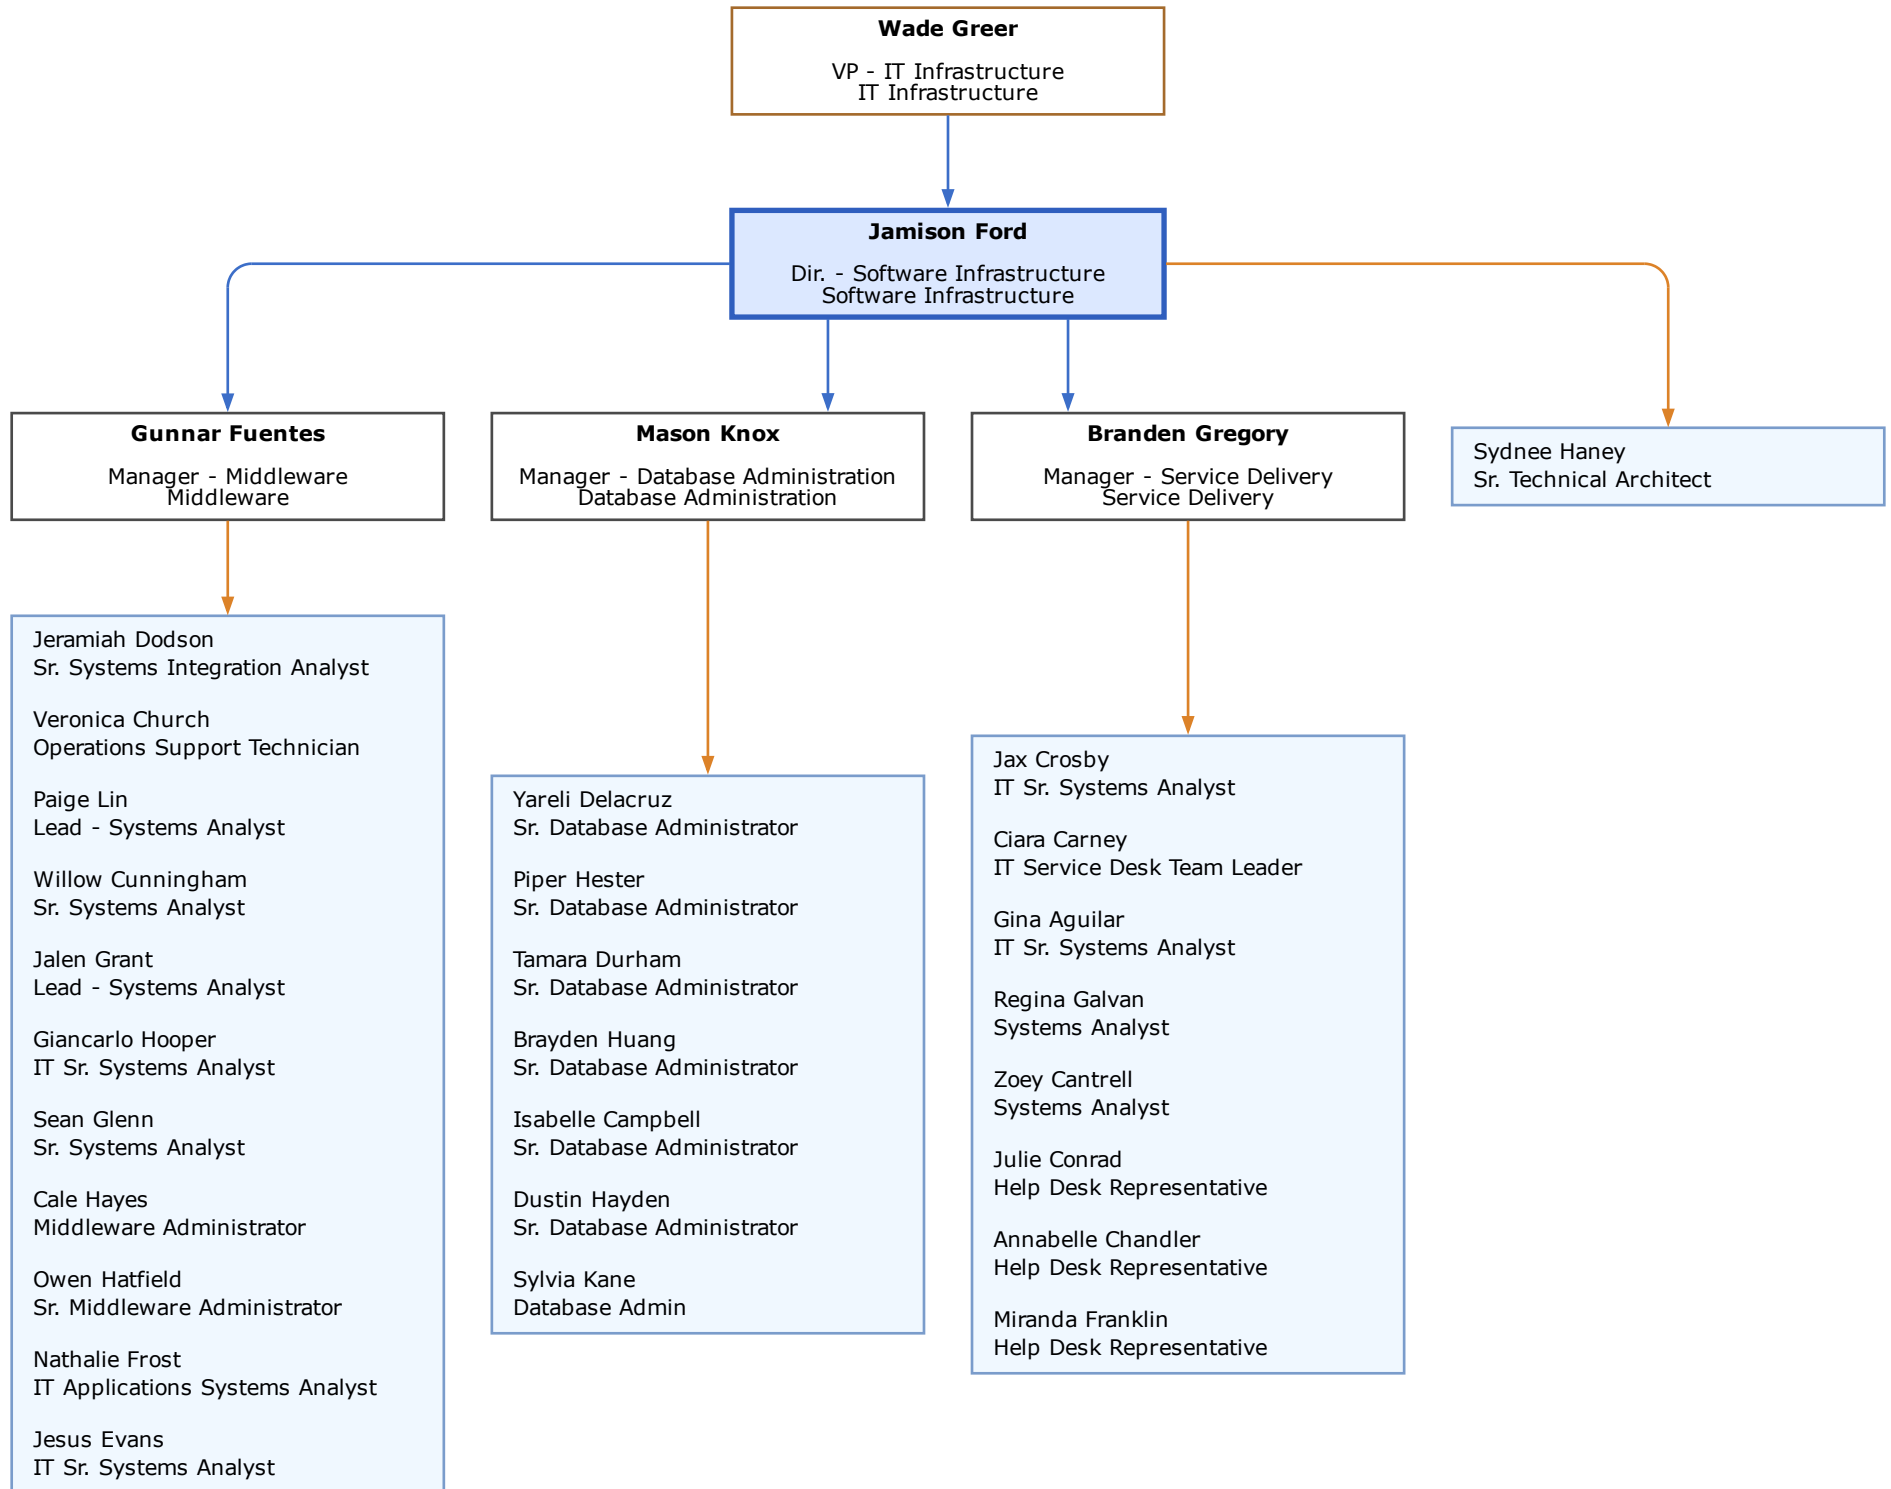 Wade Greer
VP - IT Infrastructure
IT Infrastructure
Jamison Ford
Dir. - Software Infrastructure
Software Infrastructure
Gunnar Fuentes
Manager - Middleware
Middleware
Mason Knox
Manager - Database Administration
Database Administration
Branden Gregory
Manager - Service Delivery
Service Delivery
Sydnee Haney
Sr. Technical Architect
Jeramiah Dodson
Sr. Systems Integration Analyst
Veronica Church
Operations Support Technician
Paige Lin
Lead - Systems Analyst
Willow Cunningham
Sr. Systems Analyst
Jalen Grant
Lead - Systems Analyst
Giancarlo Hooper
IT Sr. Systems Analyst
Sean Glenn
Sr. Systems Analyst
Cale Hayes
Middleware Administrator
Owen Hatfield
Sr. Middleware Administrator
Nathalie Frost
IT Applications Systems Analyst
Jesus Evans
IT Sr. Systems Analyst
Yareli Delacruz
Sr. Database Administrator
Piper Hester
Sr. Database Administrator
Tamara Durham
Sr. Database Administrator
Brayden Huang
Sr. Database Administrator
Isabelle Campbell
Sr. Database Administrator
Dustin Hayden
Sr. Database Administrator
Sylvia Kane
Database Admin
Jax Crosby
IT Sr. Systems Analyst
Ciara Carney
IT Service Desk Team Leader
Gina Aguilar
IT Sr. Systems Analyst
Regina Galvan
Systems Analyst
Zoey Cantrell
Systems Analyst
Julie Conrad
Help Desk Representative
Annabelle Chandler
Help Desk Representative
Miranda Franklin
Help Desk Representative